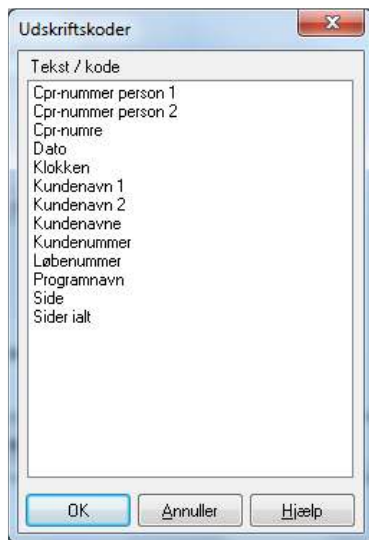 Udskriftskoder
Tekst / kode
Cpr-nummer person 1
Cpr-nummer person 2
Cpr-numre
Dato
Klokken
Kundenavn 1
Kundenavn 2
Kundenavne
Kundenummer
Løbenummer
Programnavn
Side
Sider ialt
OK Annuller Hjælp